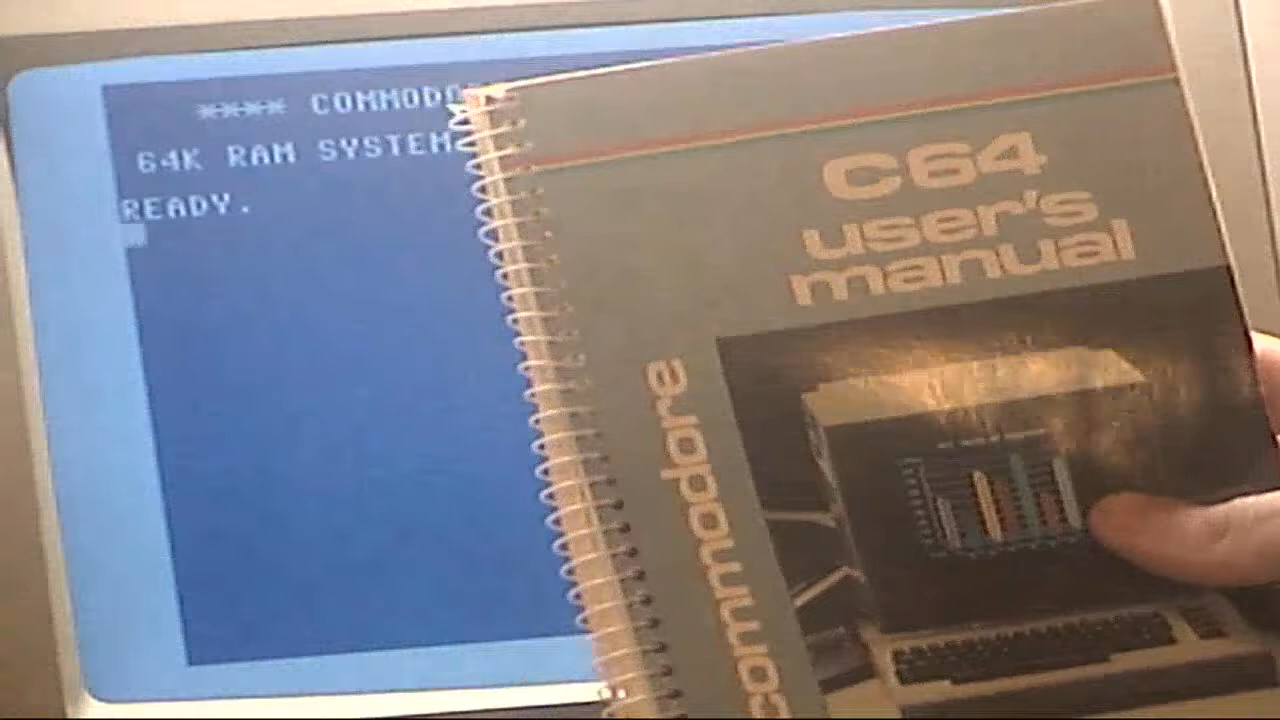 **** COMMODO
64K RAM SYSTEM
READY.
C64
user's
manual
commodore